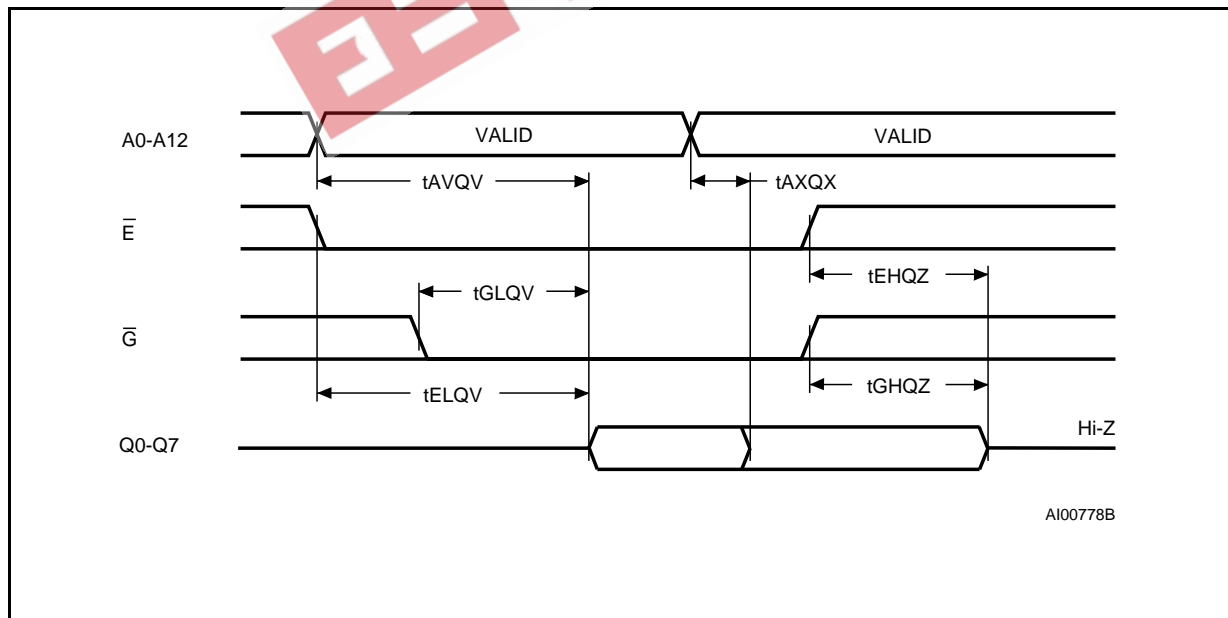 A0-A12
VALID
VALID
tAVQV
tAXQX
E̅
tEHQZ
tGLQV
G̅
tGHQZ
tELQV
Q0-Q7
Hi-Z
AI00778B